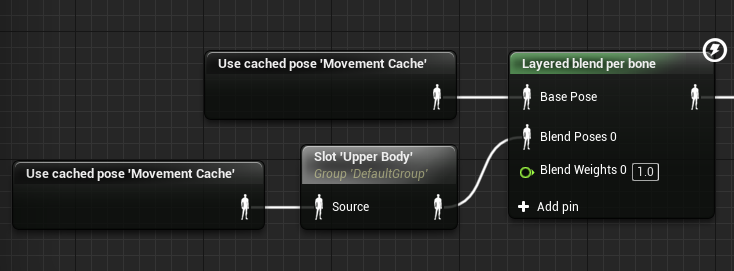 Use cached pose 'Movement Cache'
Layered blend per bone
Base Pose
Blend Poses 0
Slot 'Upper Body'
Group 'DefaultGroup'
Use cached pose 'Movement Cache'
Blend Weights 0 1.0
Source
Add pin